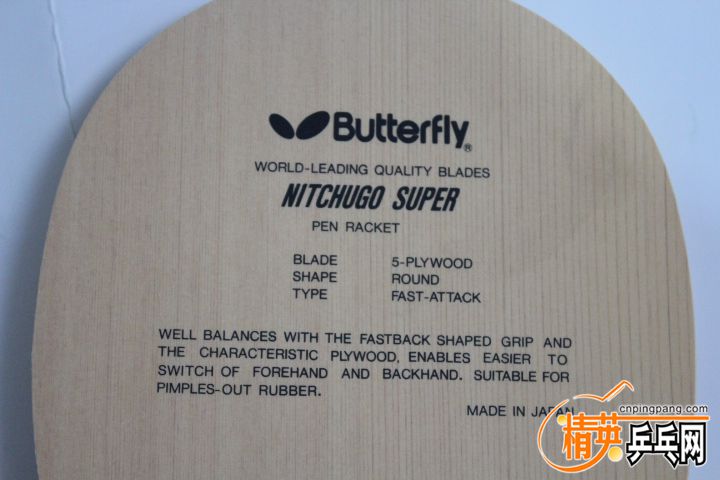 Butterfly®
WORLD-LEADING QUALITY BLADES
NITCHUGO SUPER
PEN RACKET
BLADE 5-PLYWOOD
SHAPE ROUND
TYPE FAST-ATTACK
WELL BALANCES WITH THE FASTBACK SHAPED GRIP AND
THE CHARACTERISTIC PLYWOOD, ENABLES EASIER TO
SWITCH OF FOREHAND AND BACKHAND. SUITABLE FOR
PIMPLES-OUT RUBBER.
MADE IN JAPAN
cnpingpang.com
精英乒乓网